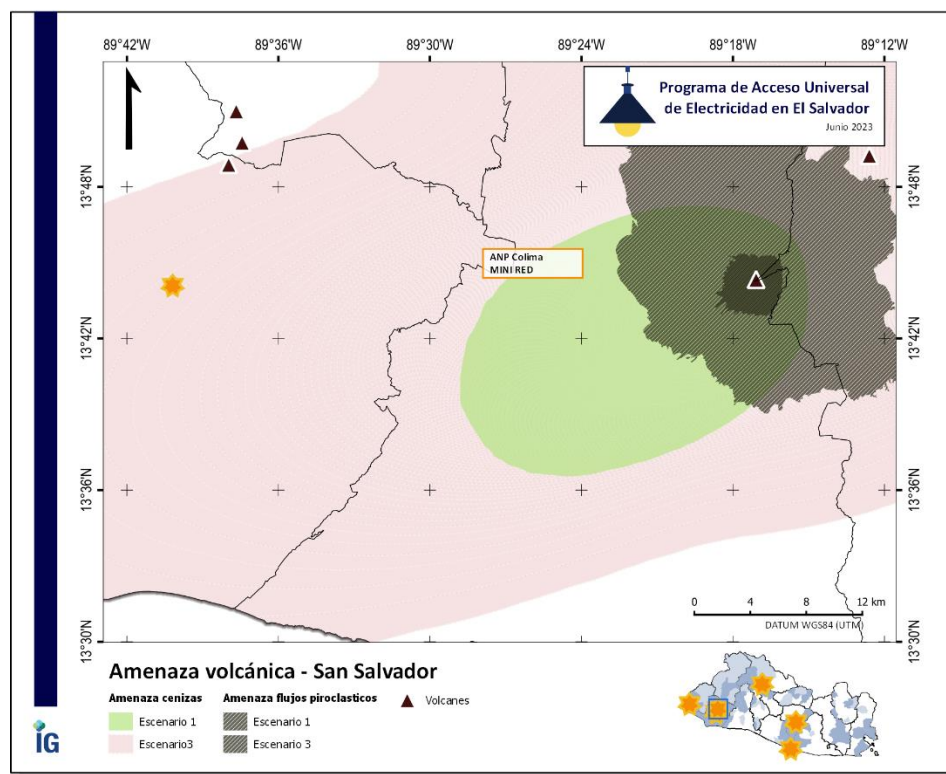 89°42'W 89°36'W 89°30'W 89°24'W 89°18'W 89°12'W
Programa de Acceso Universal
de Electricidad en El Salvador
Junio 2023
13°48'N 13°48'N
ANP Colima
MINI RED
13°42'N 13°42'N
13°36'N 13°36'N
0 4 8 12 km
DATUM WGS84 (UTM)
13°30'N 13°30'N
Amenaza volcánica - San Salvador
Amenaza cenizas Amenaza flujos piroclasticos Volcanes
Escenario 1 Escenario 1
Escenario3 Escenario 3
IG